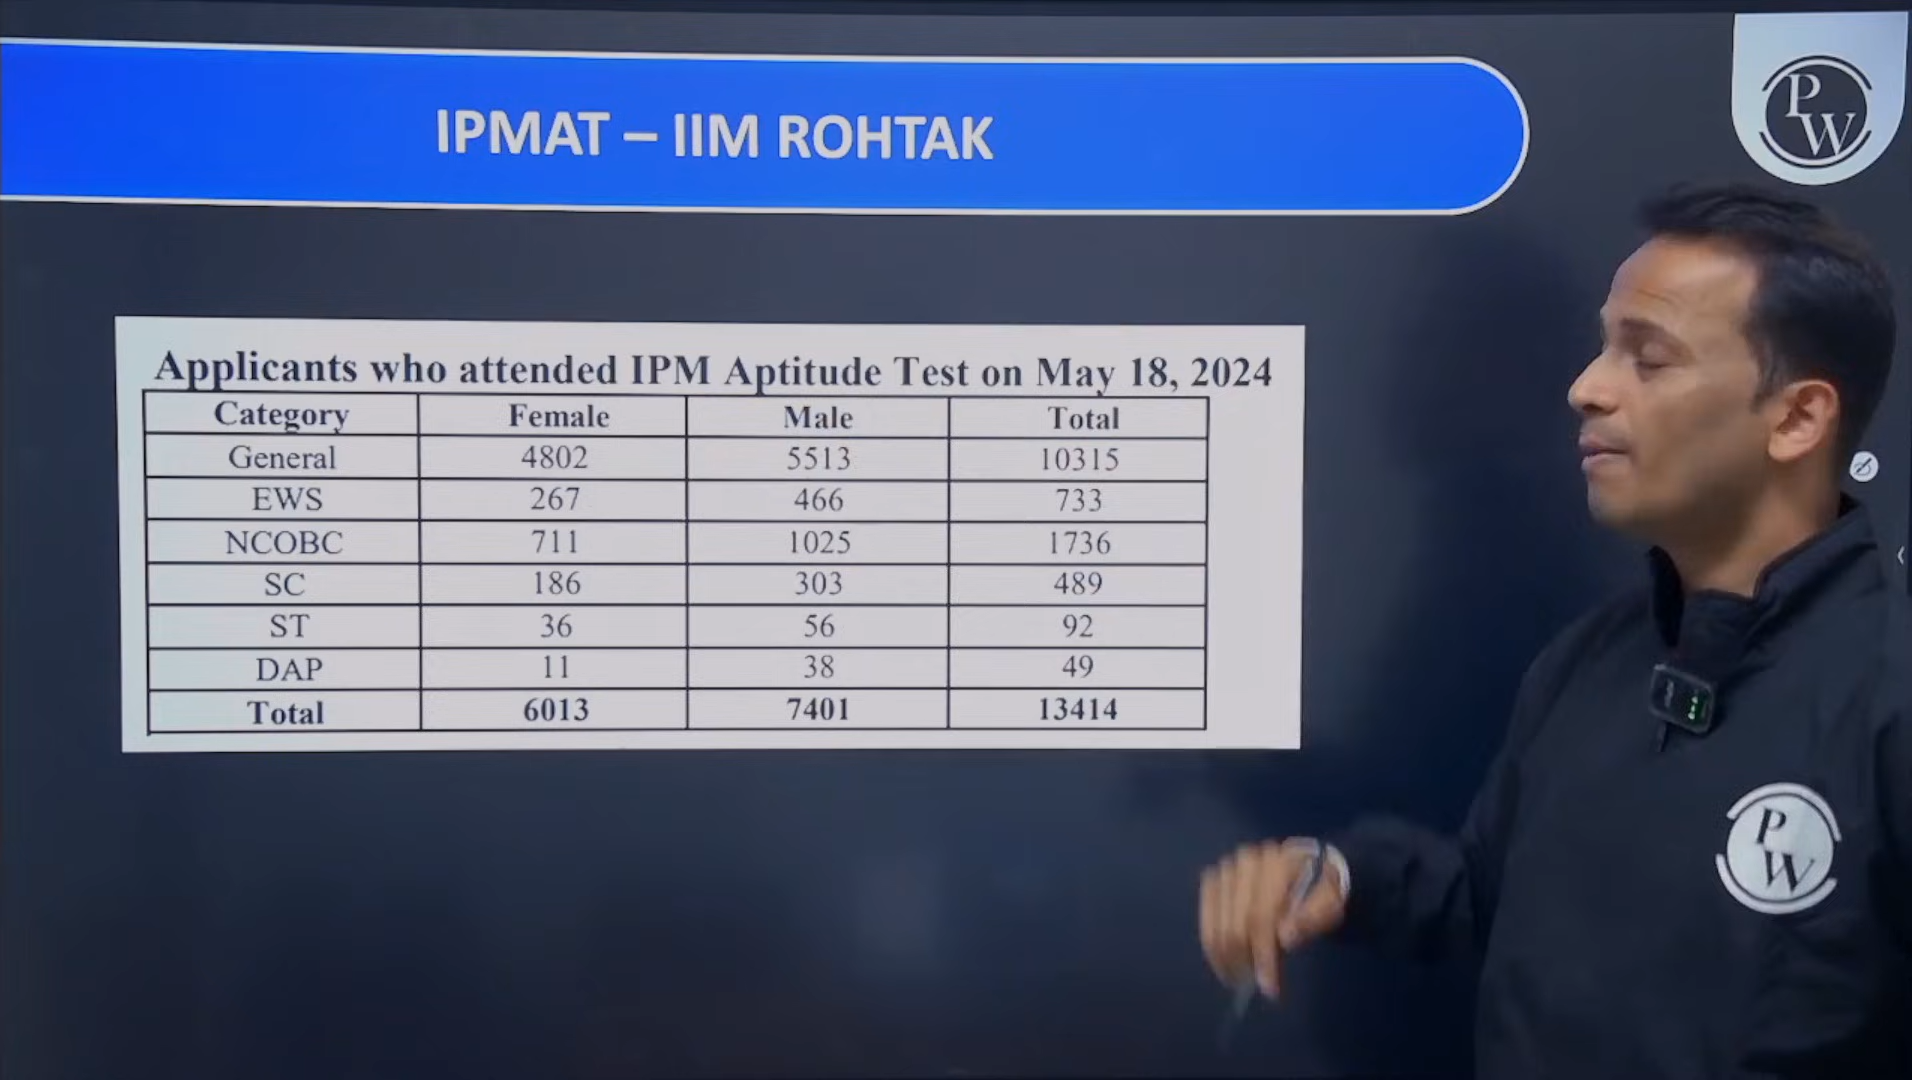 IPMAT – IIM ROHTAK
PW
Applicants who attended IPM Aptitude Test on May 18, 2024
Category Female Male Total
General 4802 5513 10315
EWS 267 466 733
NCOBC 711 1025 1736
SC 186 303 489
ST 36 56 92
DAP 11 38 49
Total 6013 7401 13414
PW